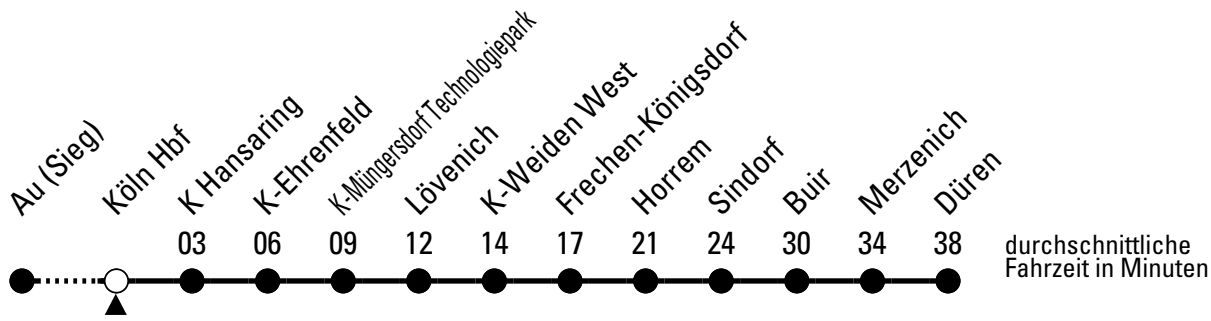 Au (Sieg)
Köln Hbf
K Hansaring
K-Ehrenfeld
K-Müngersdorf Technologiepark
Lövenich
K-Weiden West
Frechen-Königsdorf
Horrem
Sindorf
Buir
Merzenich
Düren
03 06 09 12 14 17 21 24 30 34 38
durchschnittliche
Fahrzeit in Minuten